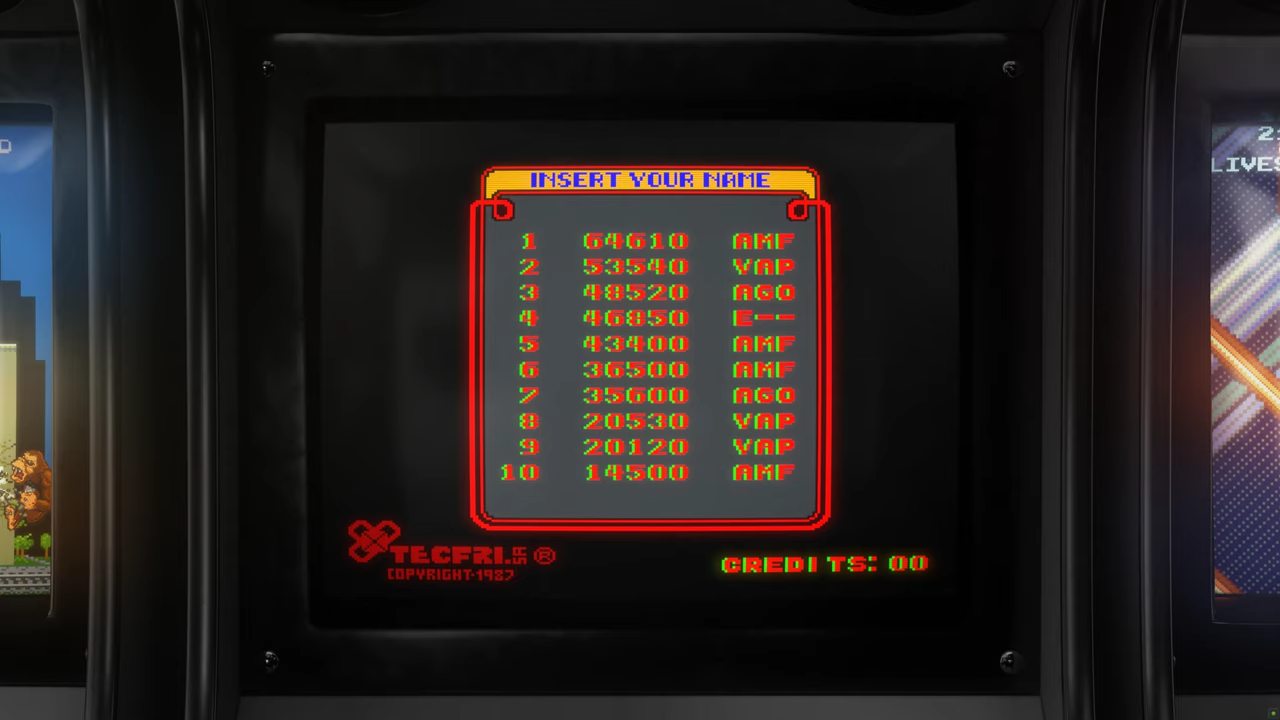 INSERT YOUR NAME
1 64610 AMF
2 53540 VAP
3 48520 AGO
4 46850 E--
5 43400 AMF
6 36500 AMF
7 35600 AGO
8 20530 VAP
9 20120 VAP
10 14500 AMF
TECFRI.SA ®
COPYRIGHT·1987
CREDITS: 00
LIVES